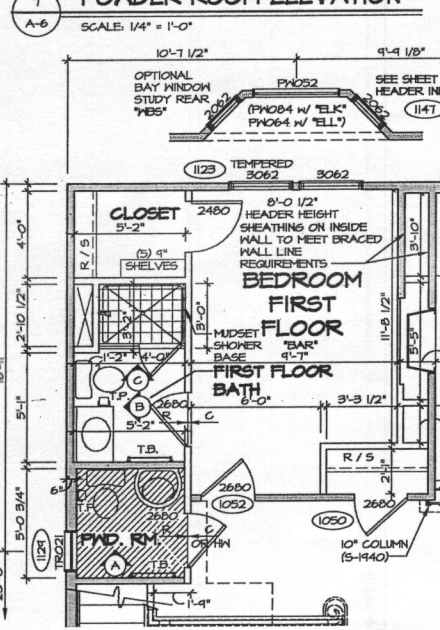 POWDER ROOM ELEVATION
A-6
SCALE: 1/4" = 1'-0"
10'-7 1/2"
9'-9 1/8"
OPTIONAL
BAY WINDOW
STUDY REAR
"WBS"
PW052
2062
2062
(PW084 W/ "ELK"
PW064 W/ "ELL")
SEE SHEET
HEADER
1147
1123
TEMPERED
3062
3062
CLOSET
5'-2"
2480
R / S
(5) 9"
SHELVES
4'-0"
8'-0 1/2"
HEADER HEIGHT
SHEATHING ON INSIDE
WALL TO MEET BRACED
WALL LINE
REQUIREMENTS
3'-10"
BEDROOM
FIRST
FLOOR
"BAR"
9'-7"
11'-8 1/2"
5'-5"
2'-10 1/2"
3'-2"
3'-0"
MUDSET
SHOWER
BASE
1'-2"
4'-0"
FIRST FLOOR
BATH
T.P.
C
B
2680
R
C
6'-0"
3'-3 1/2"
5'-1"
5'-2"
T.B.
R / S
2'-1"
2680
2680
1052
1050
10" COLUMN
(S-1940)
6"
T.P.
2680
R
C
OR HW
5'-0 3/4"
PWD. RM.
1129
TR02
A
T.B.
1'-9"